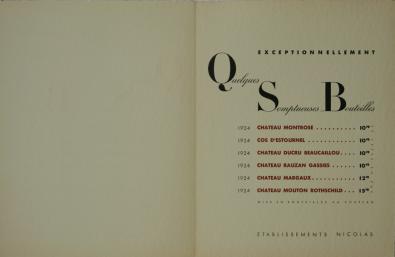 EXCEPTIONNELLEMENT
Quelques
Somptueuses Bouteilles
1924 CHATEAU MONTROSE . . . . . . . . . . . 10
1924 COS D'ESTOURNEL . . . . . . . . . . . . 10
1924 CHATEAU DUCRU BEAUCAILLOU . . . . 10
1924 CHATEAU RAUZAN GASSIES . . . . . . . 10
1924 CHATEAU MARGAUX . . . . . . . . . . . 12
1924 CHATEAU MOUTON ROTHSCHILD . . . 15
MISE EN BOUTEILLES AU CHATEAU
ETABLISSEMENTS NICOLAS